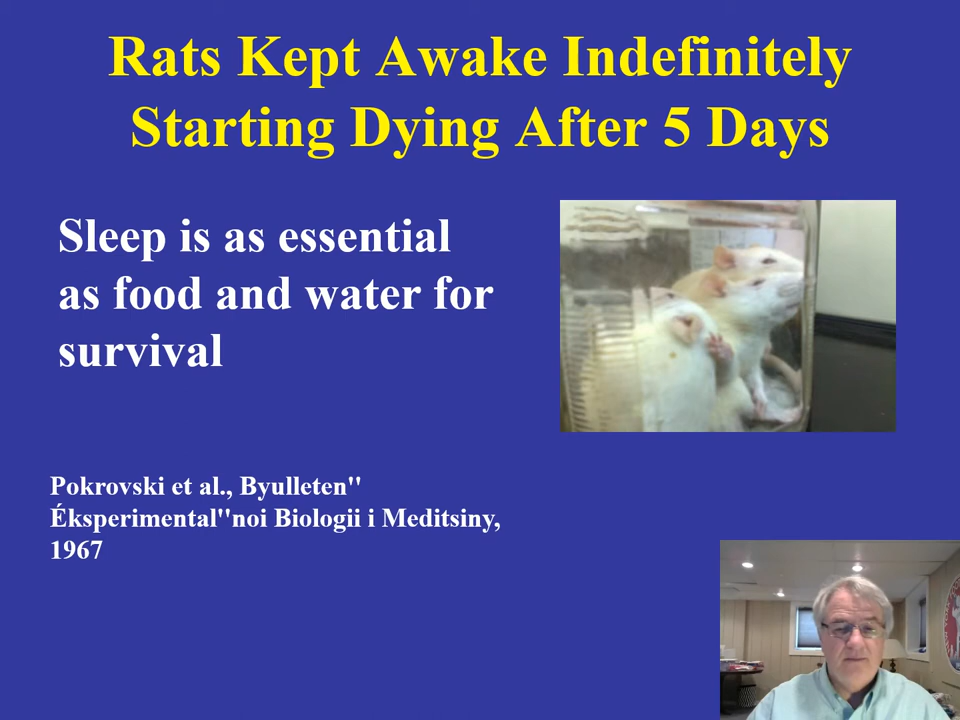 Rats Kept Awake Indefinitely
Starting Dying After 5 Days
Sleep is as essential
as food and water for
survival
Pokrovski et al., Byulleten"
Éksperimental"noi Biologii i Meditsiny,
1967